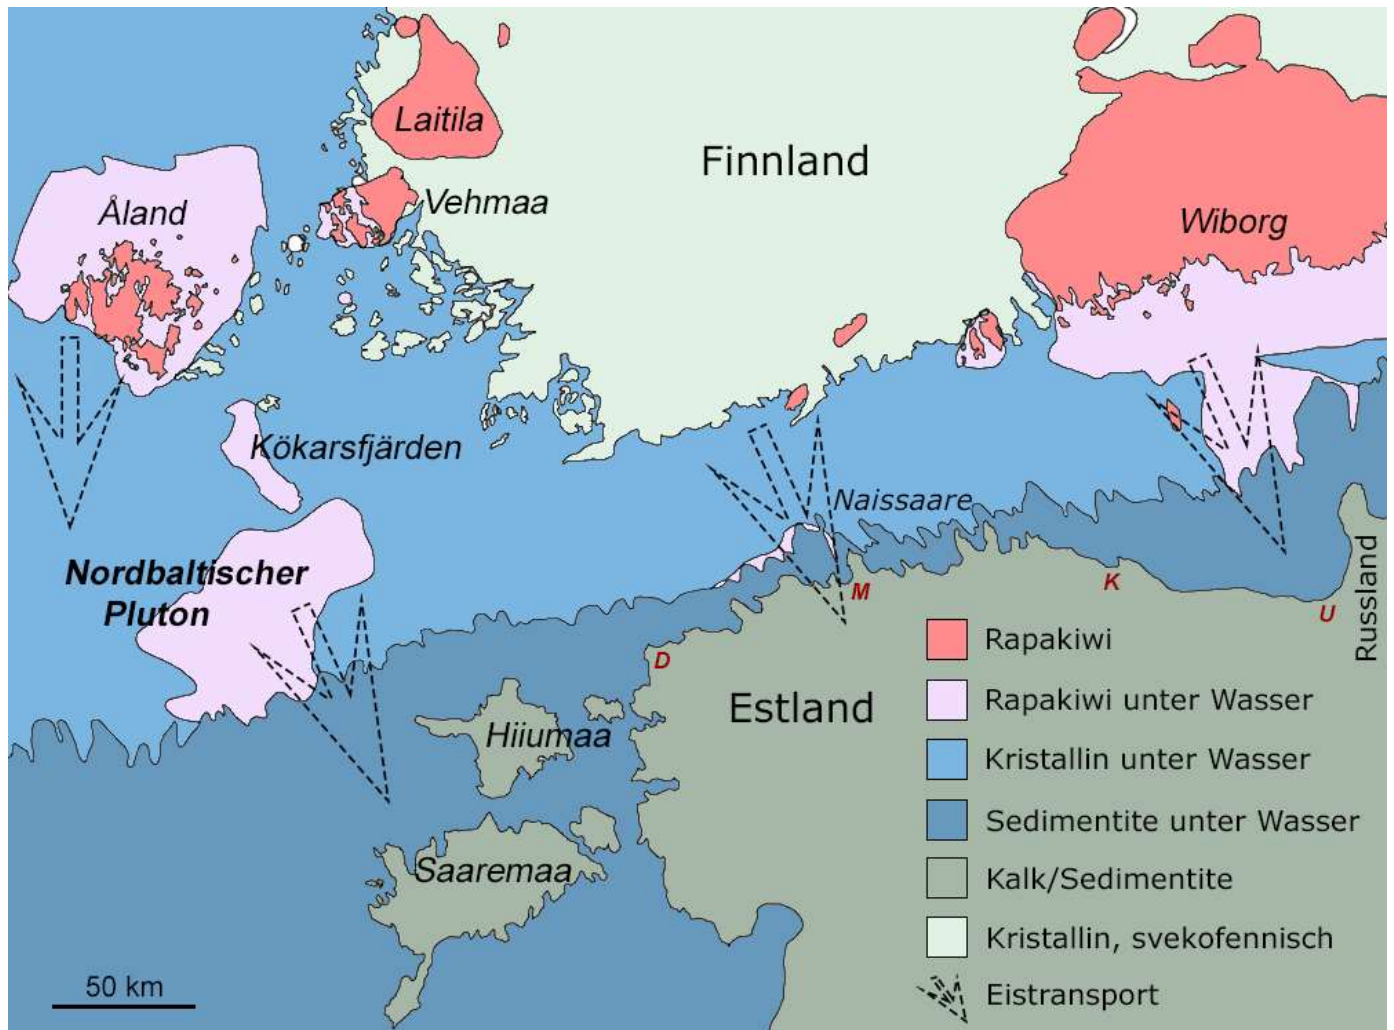 Laitila
Finnland
Åland
Vehmaa
Wiborg
Kökarsfjärden
Naissaare
Nordbaltischer
Pluton
M
K
U
D
Russland
Estland
Hiiumaa
Saaremaa
Rapakiwi
Rapakiwi unter Wasser
Kristallin unter Wasser
Sedimentite unter Wasser
Kalk/Sedimentite
Kristallin, svekofennisch
Eistransport
50 km